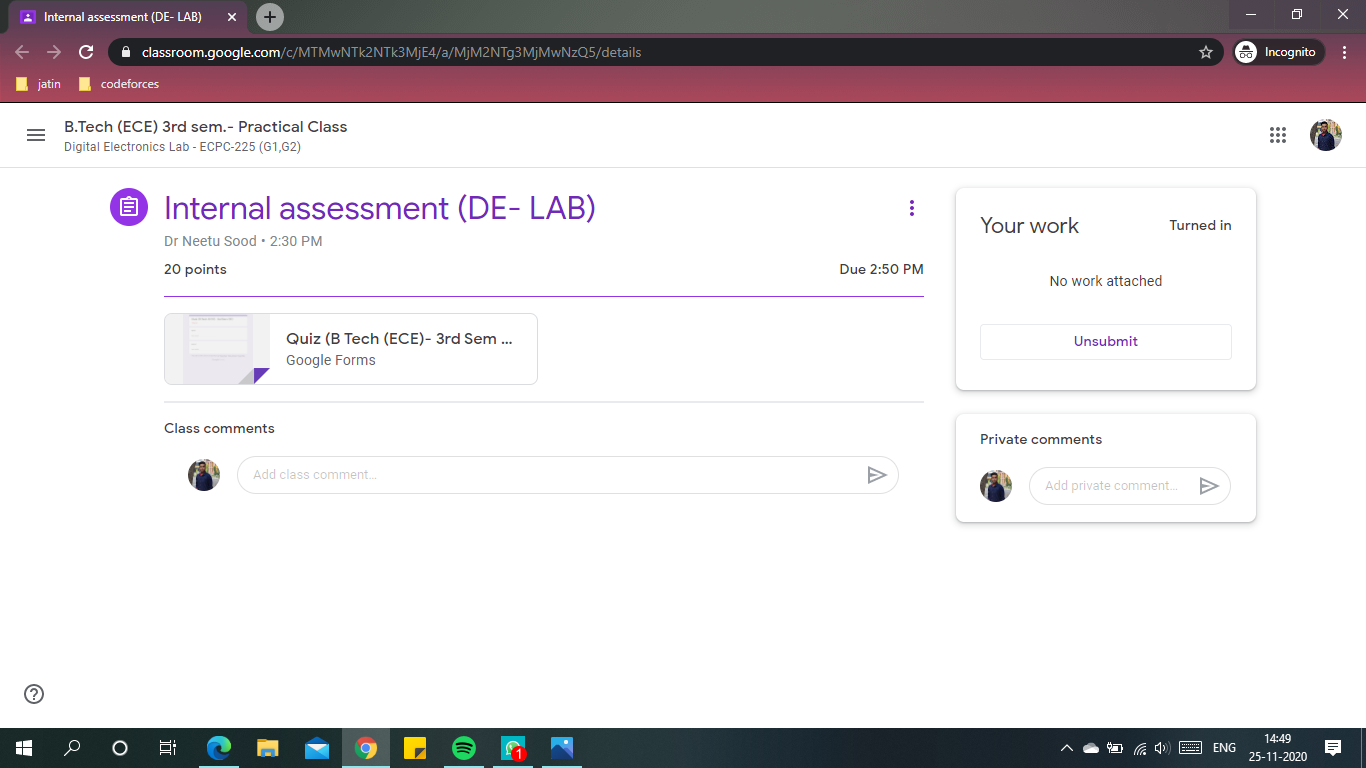 Internal assessment (DE- LAB)
classroom.google.com/c/MTMwNTk2NTk3MjE4/a/MjM2NTg3MjMwNzQ5/details
Incognito
jatin
codeforces
B.Tech (ECE) 3rd sem.- Practical Class
Digital Electronics Lab - ECPC-225 (G1,G2)
Internal assessment (DE- LAB)
Dr Neetu Sood • 2:30 PM
20 points
Due 2:50 PM
Quiz (B Tech (ECE)- 3rd Sem ...
Google Forms
Class comments
Add class comment...
Your work
Turned in
No work attached
Unsubmit
Private comments
Add private comment...
1
ENG
14:49
25-11-2020